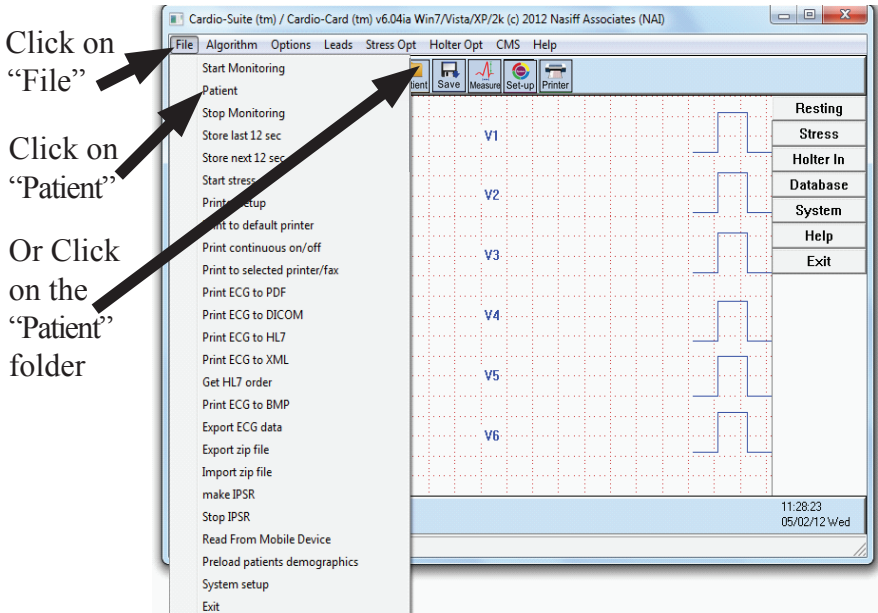 Cardio-Suite (tm) / Cardio-Card (tm) v6.04ia Win7/Vista/XP/2k (c) 2012 Nasiff Associates (NAI)
File Algorithm Options Leads Stress Opt Holter Opt CMS Help
Save Measure Set-up Printer
Click on
“File”
Click on
“Patient”
Or Click
on the
“Patient”
folder
Start Monitoring
Patient
Stop Monitoring
Store last 12 sec
Store next 12 sec
Start stress
Print to default printer
Print continuous on/off
Print to selected printer/fax
Print ECG to PDF
Print ECG to DICOM
Print ECG to HL7
Print ECG to XML
Get HL7 order
Print ECG to BMP
Export ECG data
Export zip file
Import zip file
make IPSR
Stop IPSR
Read From Mobile Device
Preload patients demographics
System setup
Exit
V1
V2
V3
V4
V5
V6
Resting
Stress
Holter In
Database
System
Help
Exit
11:28:23
05/02/12 Wed